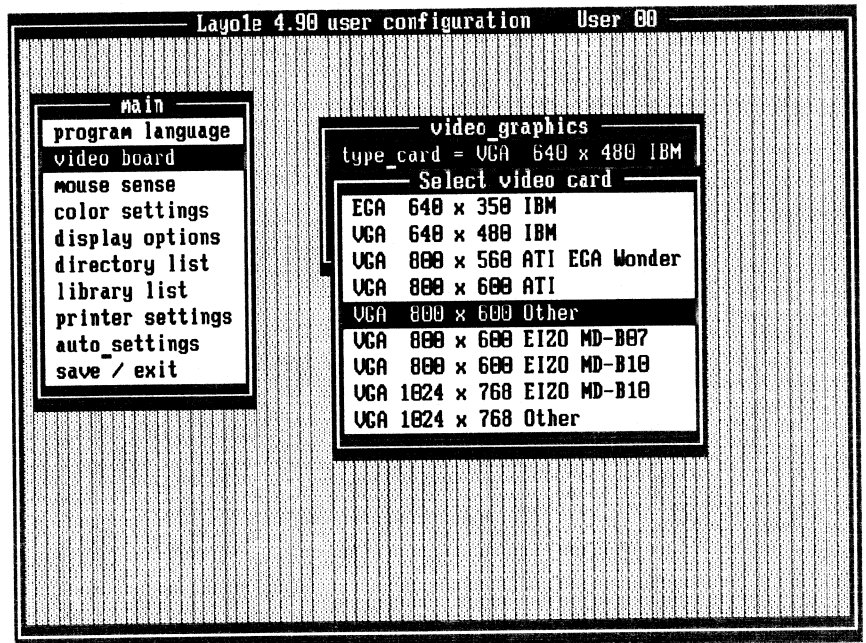 Layo1e 4.90 user configuration User 00
main
program language
video board
mouse sense
color settings
display options
directory list
library list
printer settings
auto_settings
save / exit
video_graphics
type_card = VGA 640 x 480 IBM
Select video card
EGA 640 x 350 IBM
VGA 640 x 480 IBM
VGA 800 x 560 ATI EGA Wonder
VGA 800 x 600 ATI
VGA 800 x 600 Other
VGA 800 x 600 EIZO MD-B07
VGA 800 x 600 EIZO MD-B10
VGA 1024 x 768 EIZO MD-B10
VGA 1024 x 768 Other